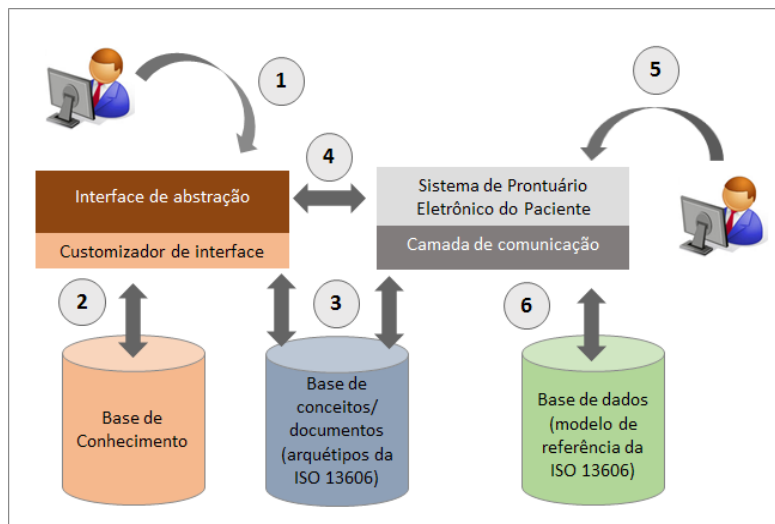 1
5
4
Interface de abstração
Customizador de interface
Sistema de Prontuário
Eletrônico do Paciente
Camada de comunicação
2
3
6
Base de
Conhecimento
Base de
conceitos/
documentos
(arquétipos da
ISO 13606)
Base de dados
(modelo de
referência da
ISO 13606)